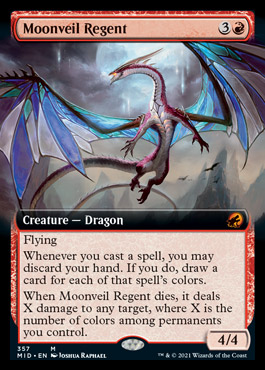 Moonveil Regent 3
Creature — Dragon
Flying
Whenever you cast a spell, you may
discard your hand. If you do, draw a
card for each of that spell's colors.
When Moonveil Regent dies, it deals
X damage to any target, where X is
the number of colors among permanents
you control.
4/4
357 M
MID • EN Joshua Raphael ™ & © 2021 Wizards of the Coast